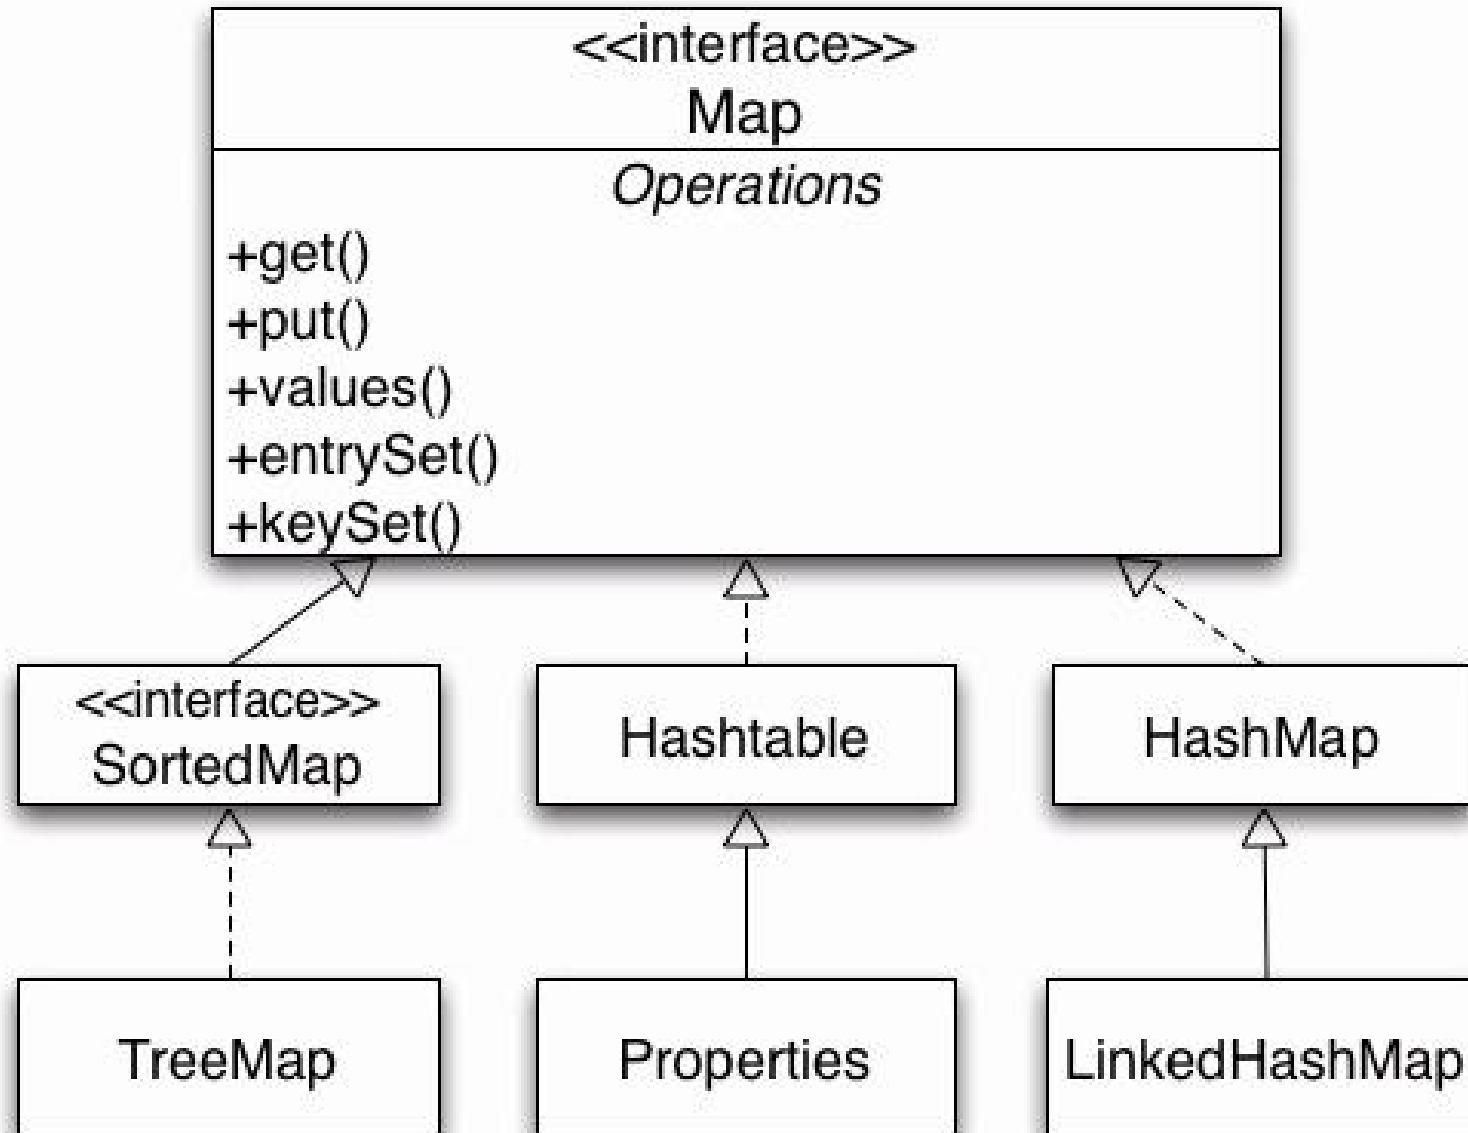 <<interface>>
Map
Operations
+get()
+put()
+values()
+entrySet()
+keySet()
<<interface>>
SortedMap
Hashtable
HashMap
TreeMap
Properties
LinkedHashMap